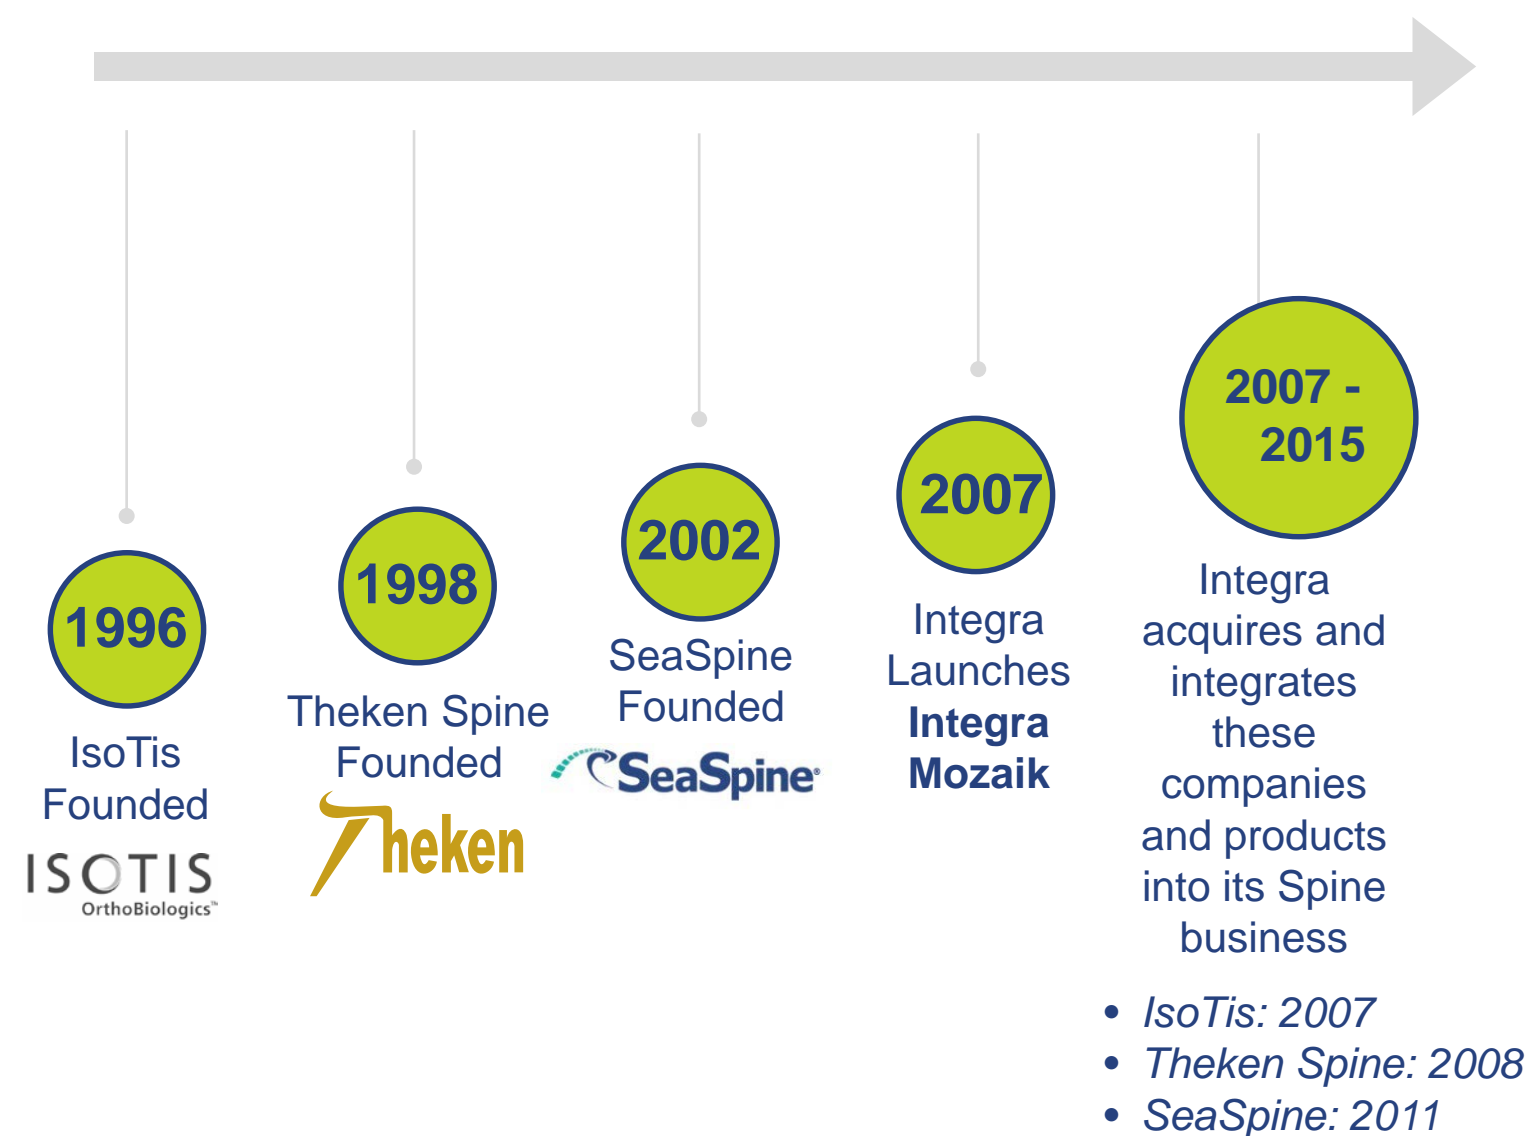 1996
IsoTis
Founded
ISOTIS
OrthoBiologics™
1998
Theken Spine
Founded
Theken
2002
SeaSpine
Founded
SeaSpine®
2007
Integra
Launches
Integra
Mozaik
2007 -
2015
Integra
acquires and
integrates
these
companies
and products
into its Spine
business
• IsoTis: 2007
• Theken Spine: 2008
• SeaSpine: 2011